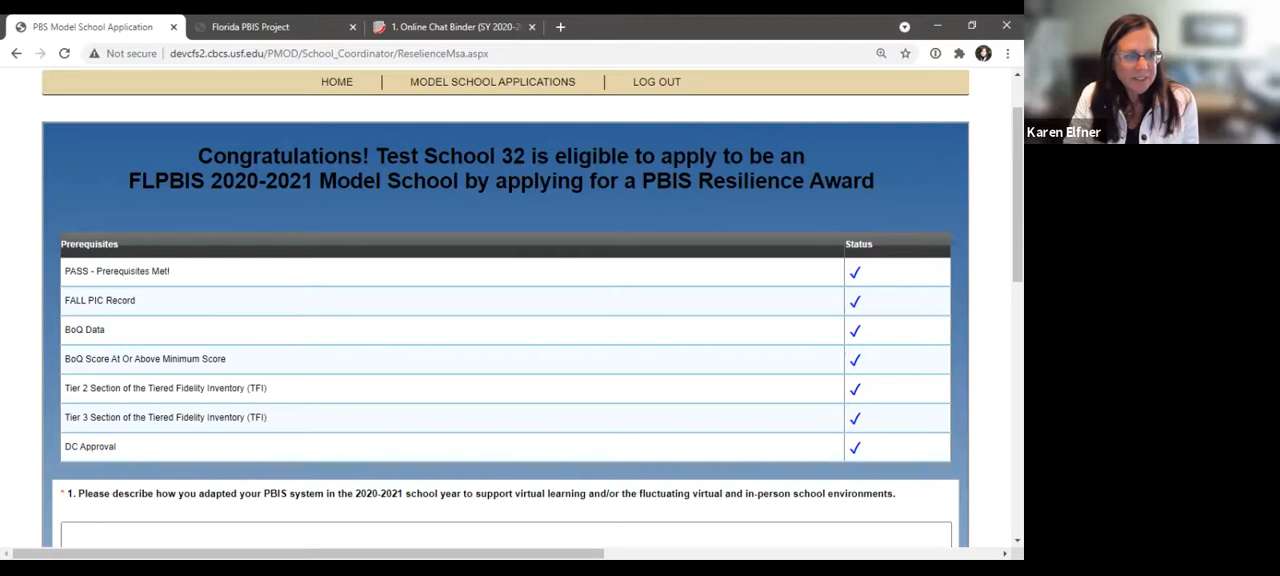 PBS Model School Application
Florida PBIS Project
1. Online Chat Binder (SY 2020-2
Not secure
devcfs2.cbcs.usf.edu/PMOD/School_Coordinator/ReselienceMsa.aspx
HOME
MODEL SCHOOL APPLICATIONS
LOG OUT
Karen Elfner
Congratulations! Test School 32 is eligible to apply to be an
FLPBIS 2020-2021 Model School by applying for a PBIS Resilience Award
Prerequisites Status
PASS - Prerequisites Met!
FALL PIC Record
BoQ Data
BoQ Score At Or Above Minimum Score
Tier 2 Section of the Tiered Fidelity Inventory (TFI)
Tier 3 Section of the Tiered Fidelity Inventory (TFI)
DC Approval
* 1. Please describe how you adapted your PBIS system in the 2020-2021 school year to support virtual learning and/or the fluctuating virtual and in-person school environments.